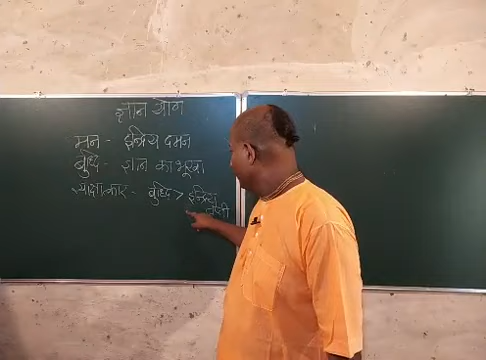 ज्ञान योग
मन - इन्द्रिय दमन
बुद्धि - ज्ञान का भूखा
साक्षात्कार - बुद्धि > इन्द्रिय
तृप्ती